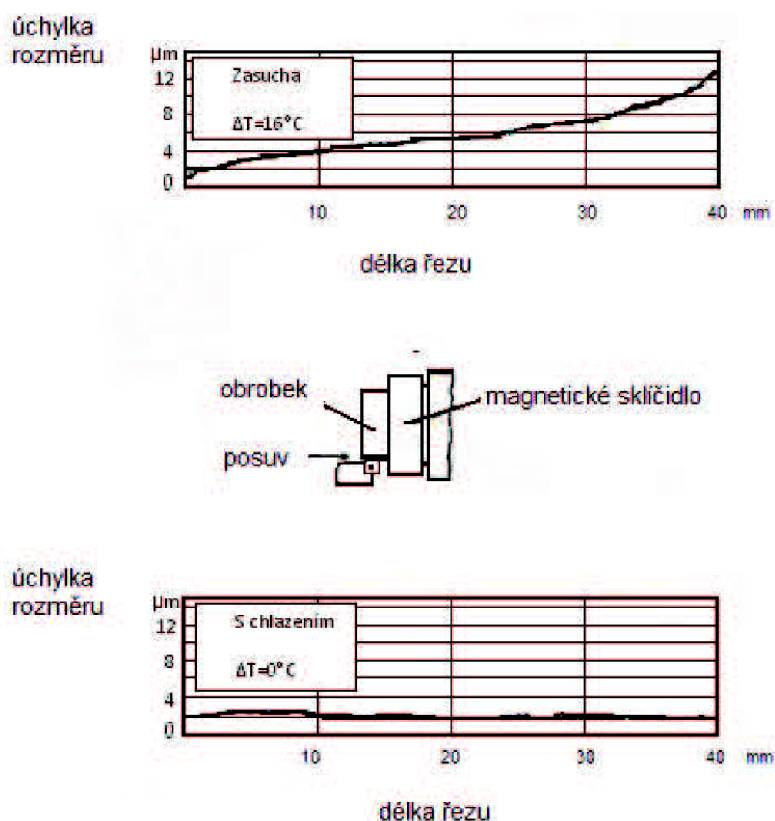 úchylka
rozměru
μm
12
8
4
0
Zasucha
ΔT=16°C
10 20 30 40 mm
délka řezu
obrobek
magnetické sklíčidlo
posuv
úchylka
rozměru
μm
12
8
4
0
S chlazením
ΔT=0°C
10 20 30 40 mm
délka řezu